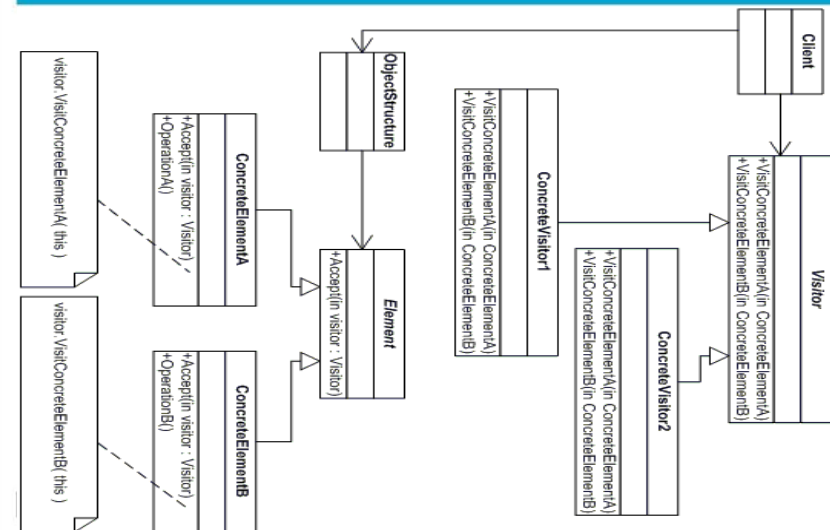 Client
Visitor
+VisitConcreteElementA(in ConcreteElementA)
+VisitConcreteElementB(in ConcreteElementB)
ConcreteVisitor1
+VisitConcreteElementA(in ConcreteElementA)
+VisitConcreteElementB(in ConcreteElementB)
ConcreteVisitor2
+VisitConcreteElementA(in ConcreteElementA)
+VisitConcreteElementB(in ConcreteElementB)
ObjectStructure
Element
+Accept(in visitor : Visitor)
ConcreteElementA
+Accept(in visitor : Visitor)
+OperationA()
ConcreteElementB
+Accept(in visitor : Visitor)
+OperationB()
visitor.VisitConcreteElementA( this )
visitor.VisitConcreteElementB( this )